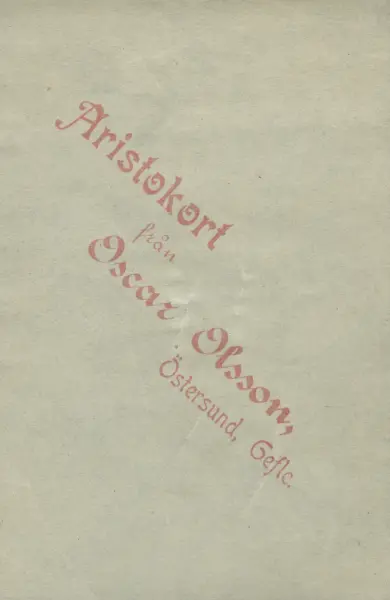 Aristokort
från
Oscar Olsson,
Östersund, Gefle.